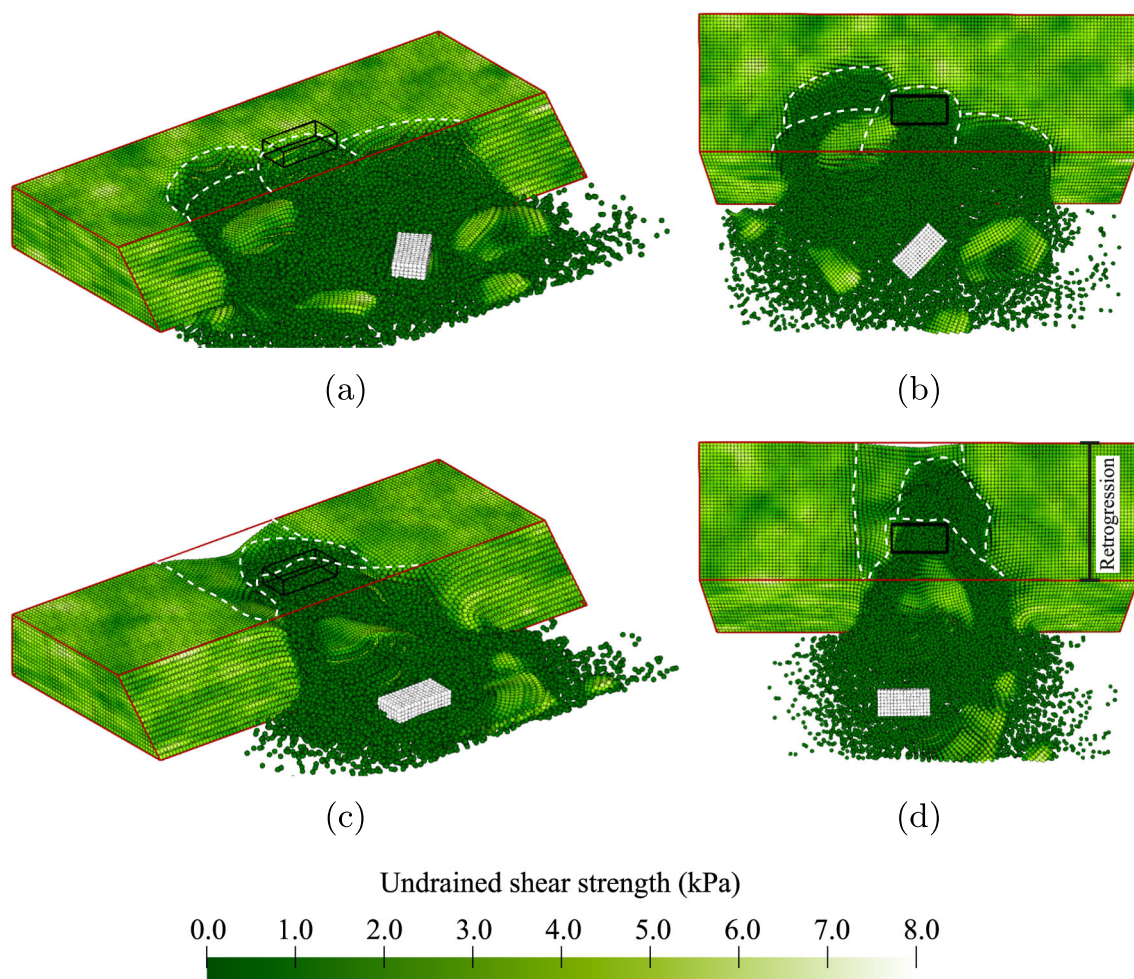 (a)
(b)
Retrogression
(c)
(d)
Undrained shear strength (kPa)
0.0 1.0 2.0 3.0 4.0 5.0 6.0 7.0 8.0